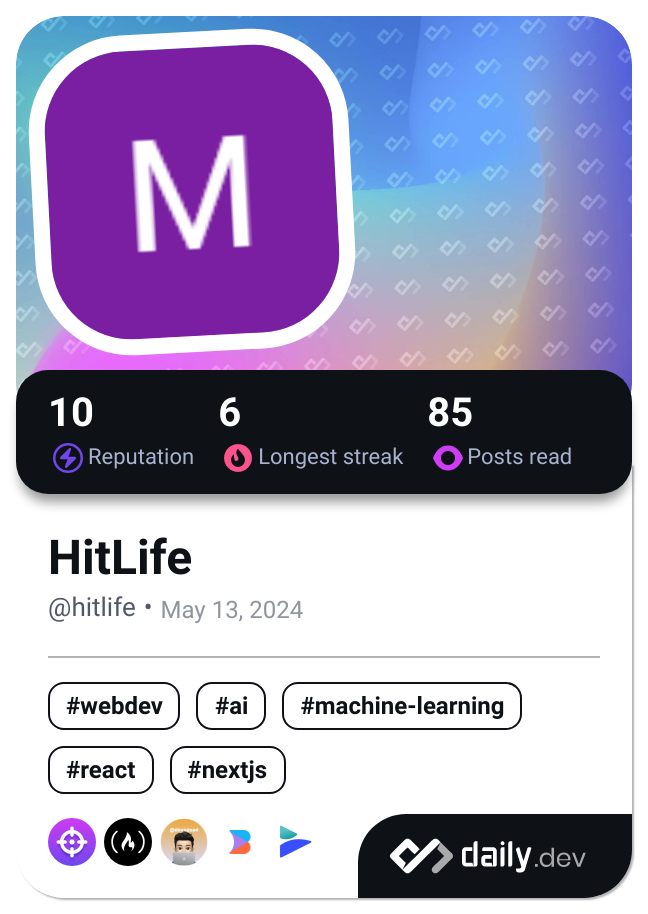 M
10 6 85
Reputation Longest streak Posts read
HitLife
@hitlife • May 13, 2024
#webdev #ai #machine-learning
#react #nextjs
daily.dev